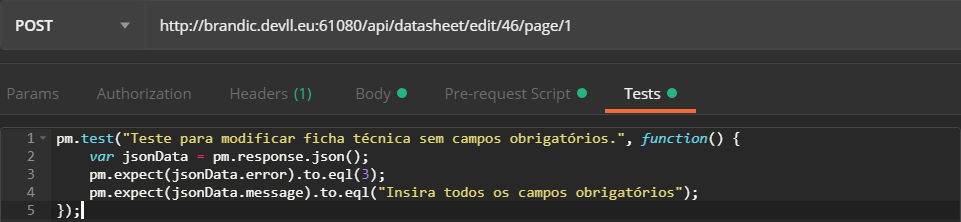 POST http://brandic.devll.eu:61080/api/datasheet/edit/46/page/1
Params Authorization Headers (1) Body Pre-request Script Tests
1 pm.test("Teste para modificar ficha técnica sem campos obrigatórios.", function() {
2 var jsonData = pm.response.json();
3 pm.expect(jsonData.error).to.eql(3);
4 pm.expect(jsonData.message).to.eql("Insira todos os campos obrigatórios");
5 });